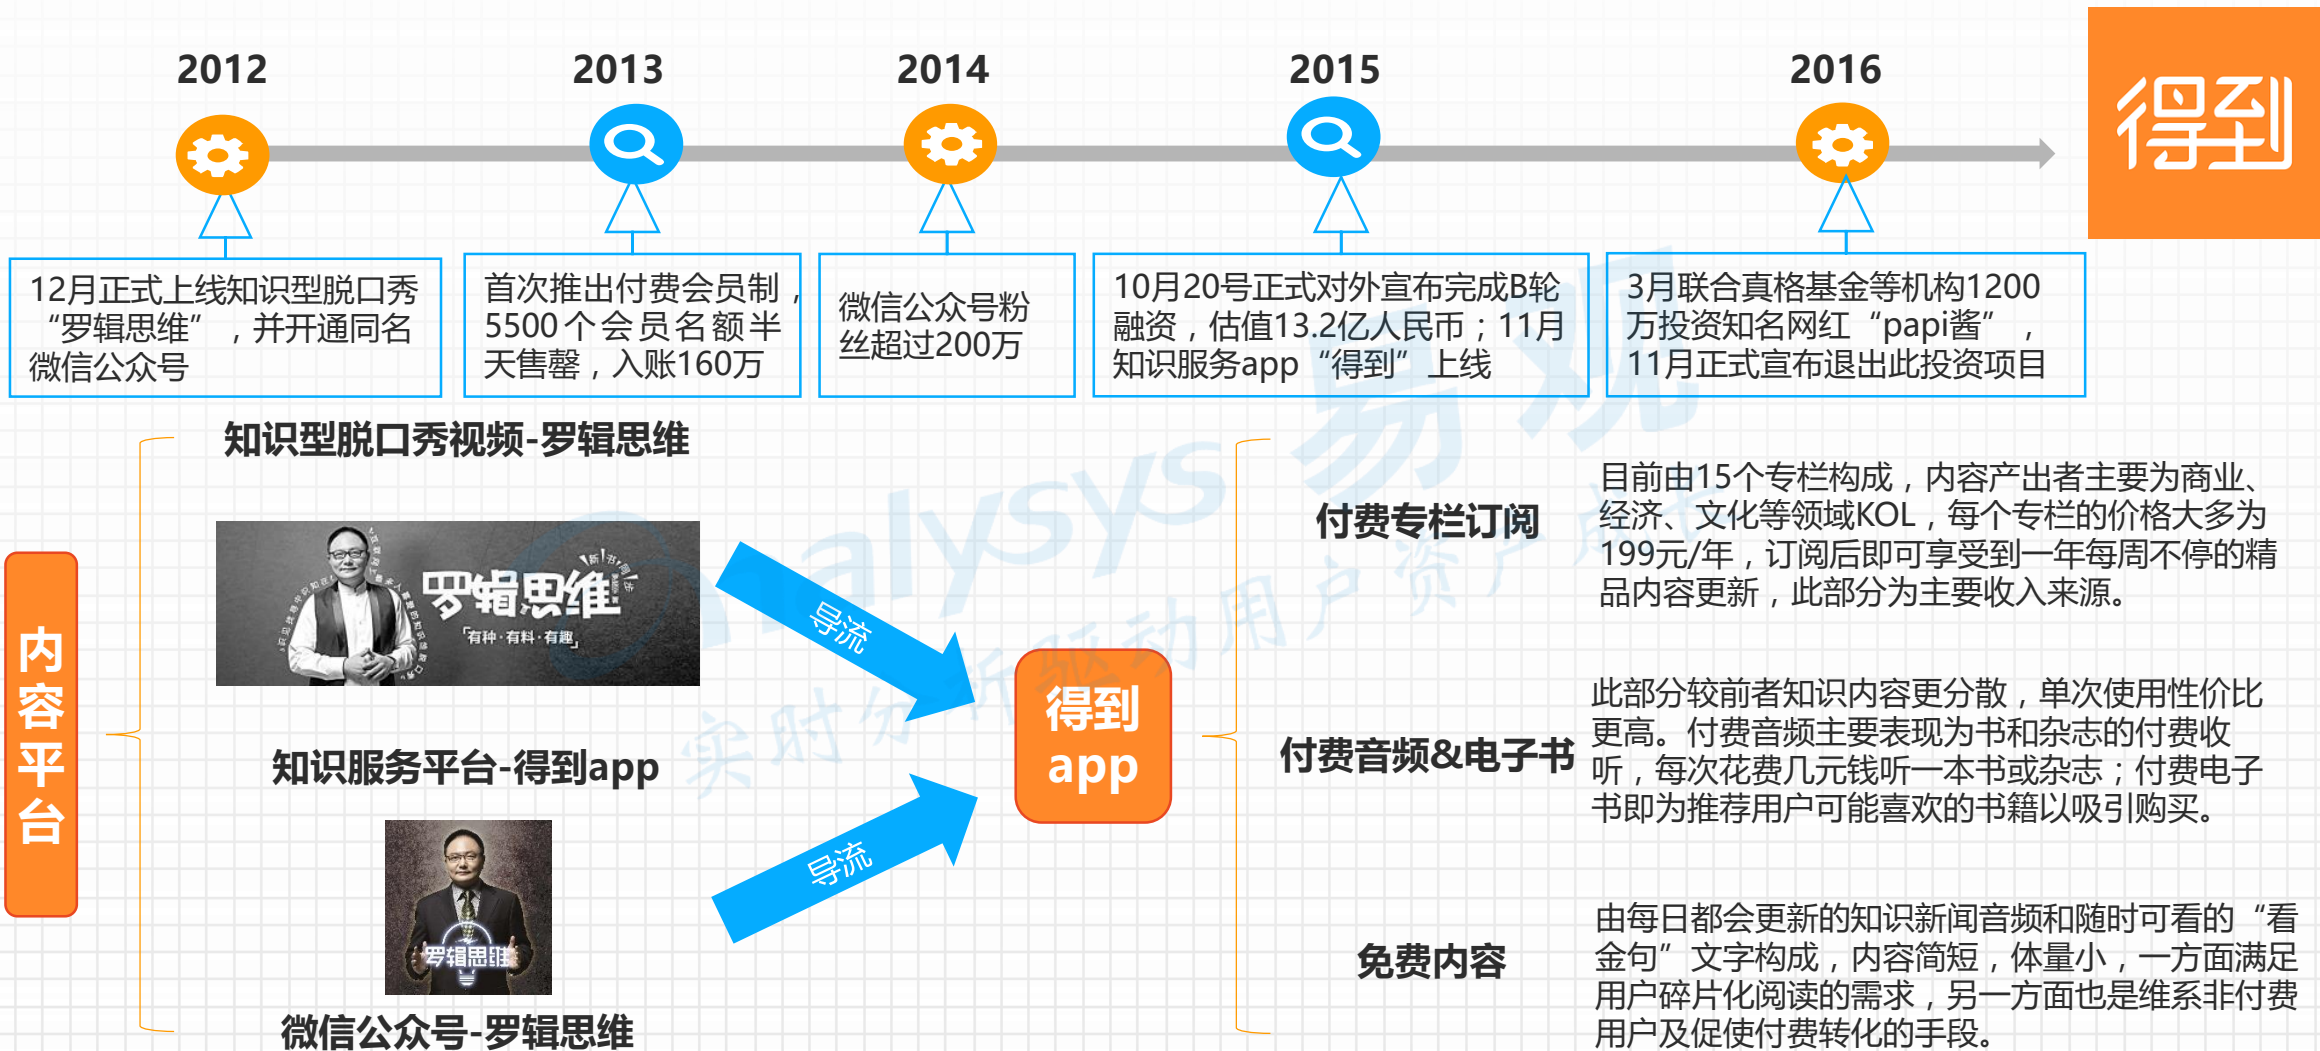 2012
2013
2014
2015
2016
得到
12月正式上线知识型脱口秀
“罗辑思维”，并开通同名
微信公众号
首次推出付费会员制，
5500个会员名额半
天售罄，入账160万
微信公众号粉
丝超过200万
10月20号正式对外宣布完成B轮
融资，估值13.2亿人民币；11月
知识服务app“得到”上线
3月联合真格基金等机构1200
万投资知名网红“papi酱”，
11月正式宣布退出此投资项目
内容平台
知识型脱口秀视频-罗辑思维
罗辑思维
「有种·有料·有趣」
知识服务平台-得到app
罗辑思维
微信公众号-罗辑思维
导流
导流
得到
app
付费专栏订阅
目前由15个专栏构成，内容产出者主要为商业、
经济、文化等领域KOL，每个专栏的价格大多为
199元/年，订阅后即可享受到一年每周不停的精
品内容更新，此部分为主要收入来源。
付费音频&电子书
此部分较前者知识内容更分散，单次使用性价比
更高。付费音频主要表现为书和杂志的付费收
听，每次花费几元钱听一本书或杂志；付费电子
书即为推荐用户可能喜欢的书籍以吸引购买。
免费内容
由每日都会更新的知识新闻音频和随时可看的“看
金句”文字构成，内容简短，体量小，一方面满足
用户碎片化阅读的需求，另一方面也是维系非付费
用户及促使付费转化的手段。
analysys 易观
实时分析驱动用户资产成长